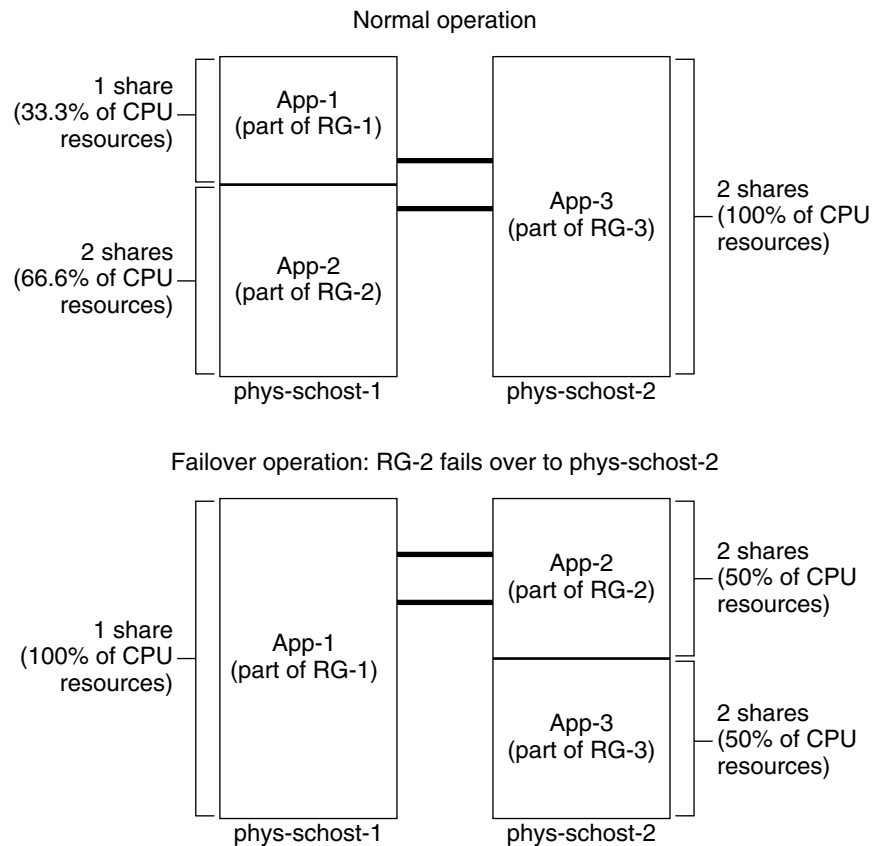 Normal operation
1 share
(33.3% of CPU
resources)
App-1
(part of RG-1)
2 shares
(66.6% of CPU
resources)
App-2
(part of RG-2)
phys-schost-1
App-3
(part of RG-3)
phys-schost-2
2 shares
(100% of CPU
resources)
Failover operation: RG-2 fails over to phys-schost-2
1 share
(100% of CPU
resources)
App-1
(part of RG-1)
phys-schost-1
App-2
(part of RG-2)
2 shares
(50% of CPU
resources)
App-3
(part of RG-3)
2 shares
(50% of CPU
resources)
phys-schost-2